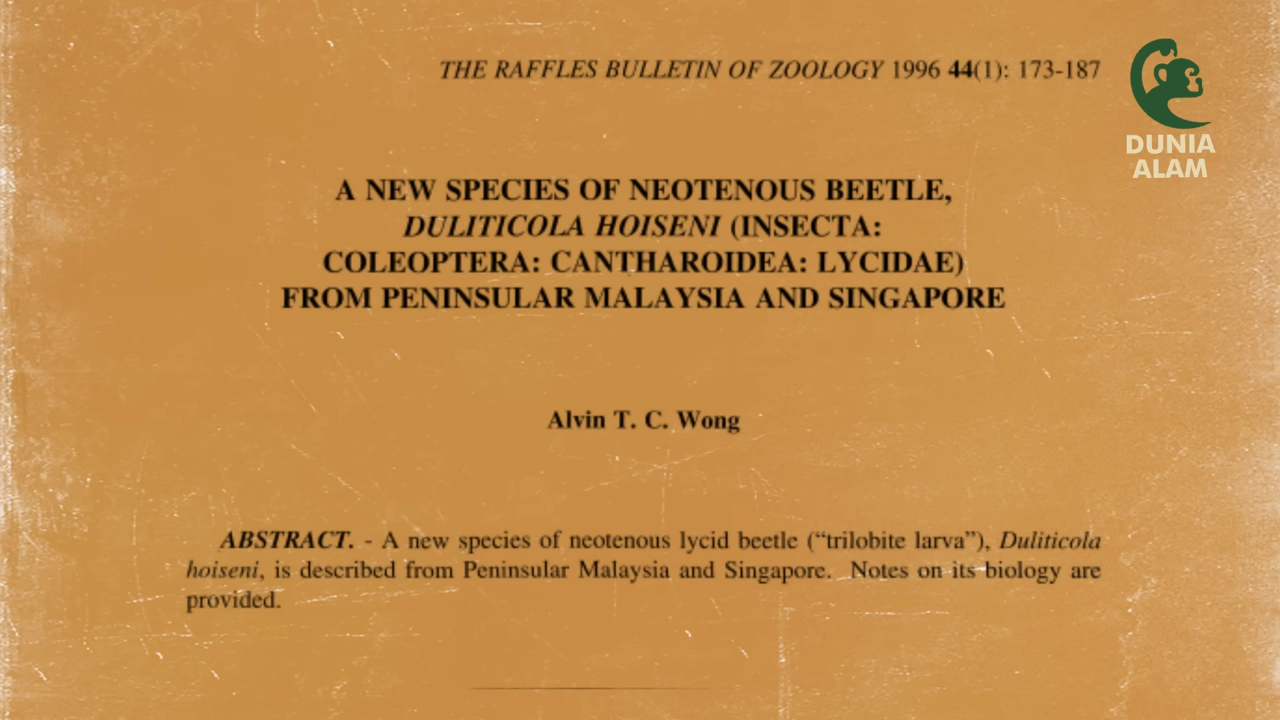 THE RAFFLES BULLETIN OF ZOOLOGY 1996 44(1): 173-187
DUNIA
ALAM
A NEW SPECIES OF NEOTENOUS BEETLE,
DULITICOLA HOISENI (INSECTA:
COLEOPTERA: CANTHAROIDEA: LYCIDAE)
FROM PENINSULAR MALAYSIA AND SINGAPORE
Alvin T. C. Wong
ABSTRACT. - A new species of neotenous lycid beetle (“trilobite larva”), Duliticola
hoiseni, is described from Peninsular Malaysia and Singapore. Notes on its biology are
provided.